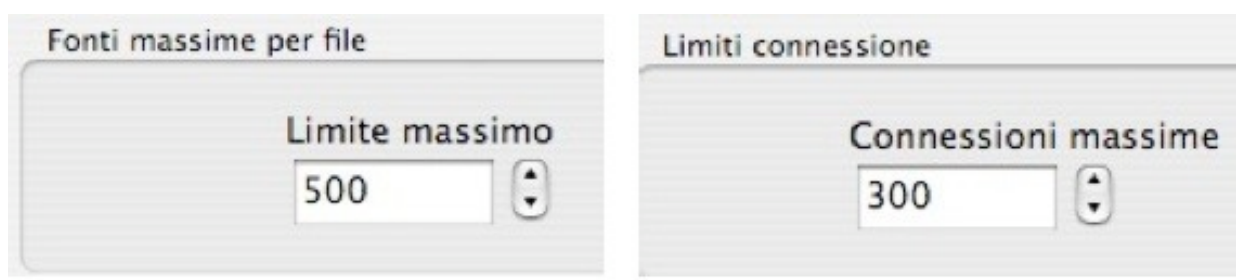 Fonti massime per file
Limite massimo
500
Limiti connessione
Connessioni massime
300